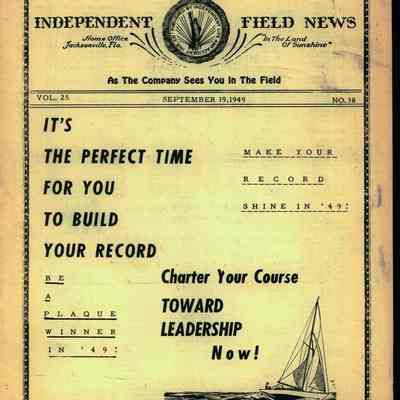 INDEPENDENT FIELD NEWS
Home Office
Jacksonville, Fla.
"In The Land
Of Sunshine"
As The Company Sees You In The Field
VOL. 25 SEPTEMBER 19, 1949 NO. 38
IT'S
THE PERFECT TIME
FOR YOU
TO BUILD
YOUR RECORD
MAKE YOUR
RECORD
SHINE IN '49!
BE
A
PLAQUE
WINNER
IN '49!
Charter Your Course
TOWARD
LEADERSHIP
Now!